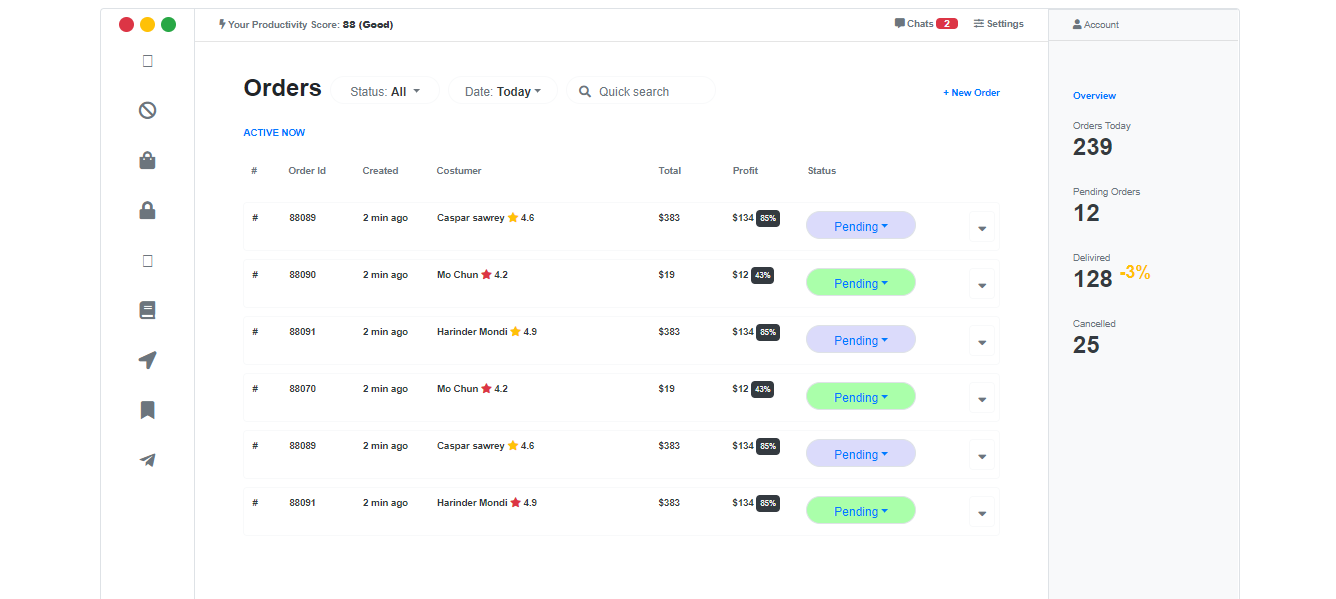 Your Productivity Score: 88 (Good)
Chats 2
Settings
Account
Orders
Status: All
Date: Today
Quick search
+ New Order
ACTIVE NOW
# Order Id Created Costumer Total Profit Status
# 88089 2 min ago Caspar sawrey 4.6 $383 $134 85% Pending
# 88090 2 min ago Mo Chun 4.2 $19 $12 43% Pending
# 88091 2 min ago Harinder Mondi 4.9 $383 $134 85% Pending
# 88070 2 min ago Mo Chun 4.2 $19 $12 43% Pending
# 88089 2 min ago Caspar sawrey 4.6 $383 $134 85% Pending
# 88091 2 min ago Harinder Mondi 4.9 $383 $134 85% Pending
Overview
Orders Today
239
Pending Orders
12
Delivired
128 -3%
Cancelled
25